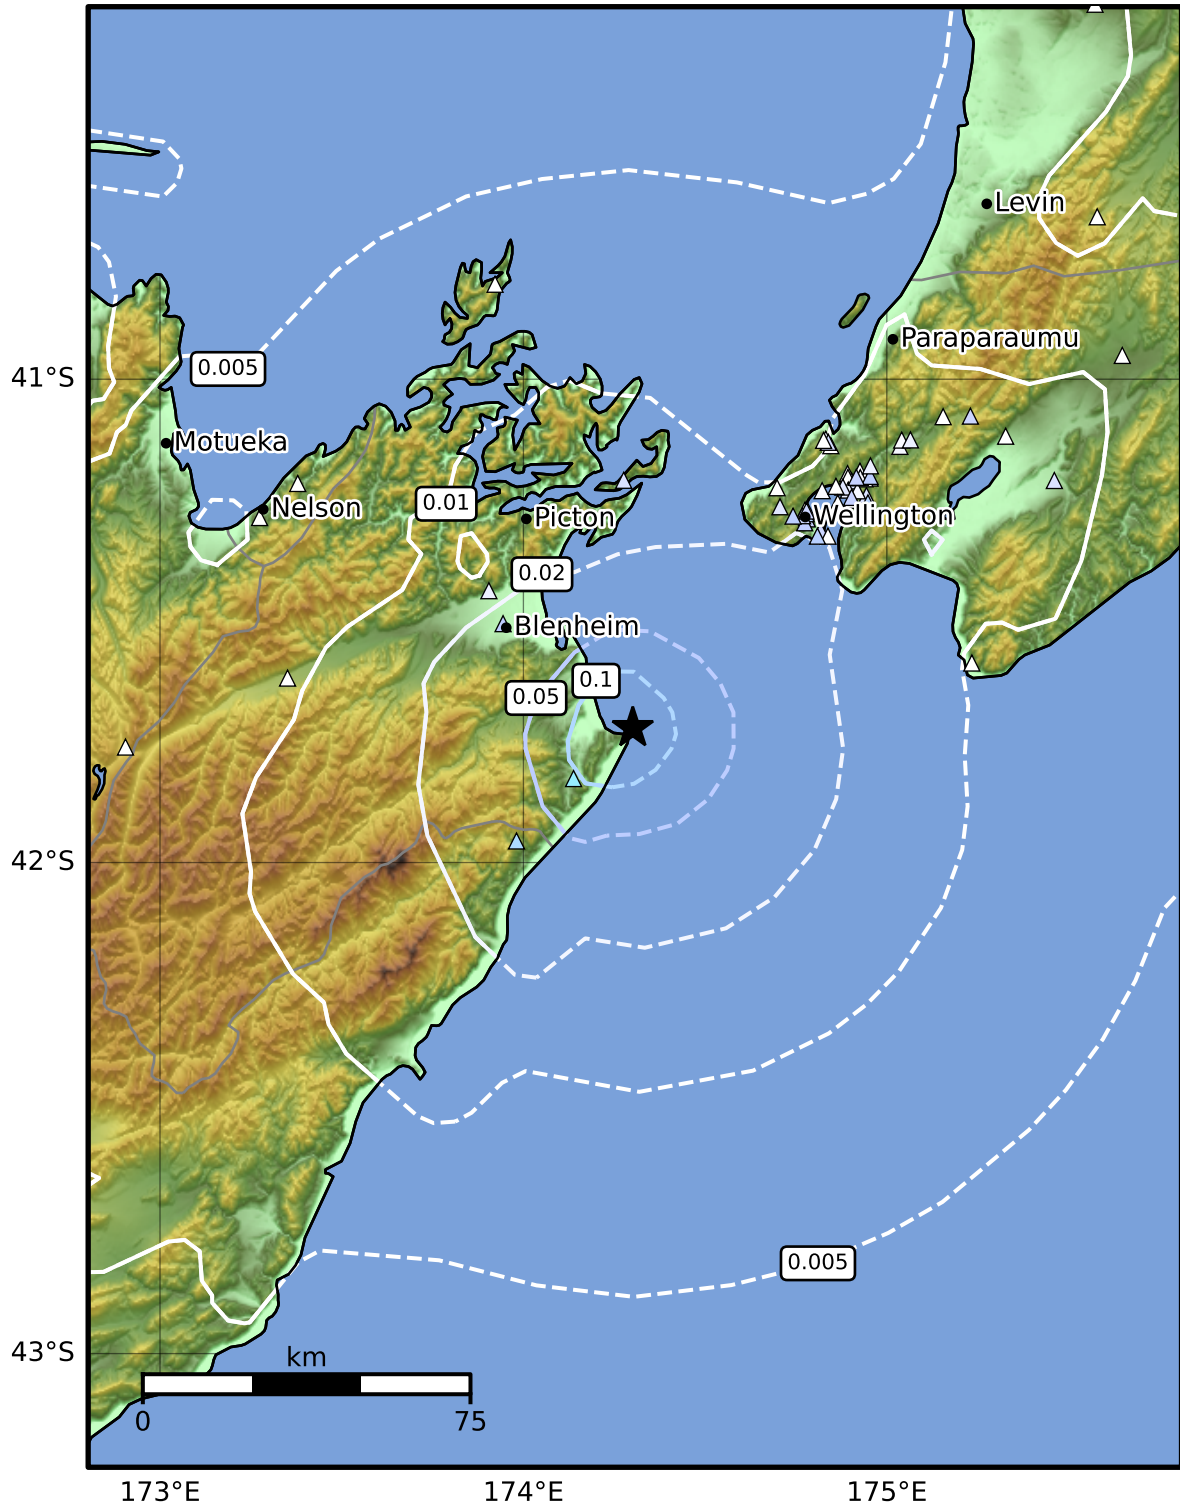 Levin
Paraparaumu
0.005
41°S
Motueka
Nelson
0.01
Picton
Wellington
0.02
Blenheim
0.1
0.05
42°S
0.005
43°S
km
0
75
173°E
174°E
175°E